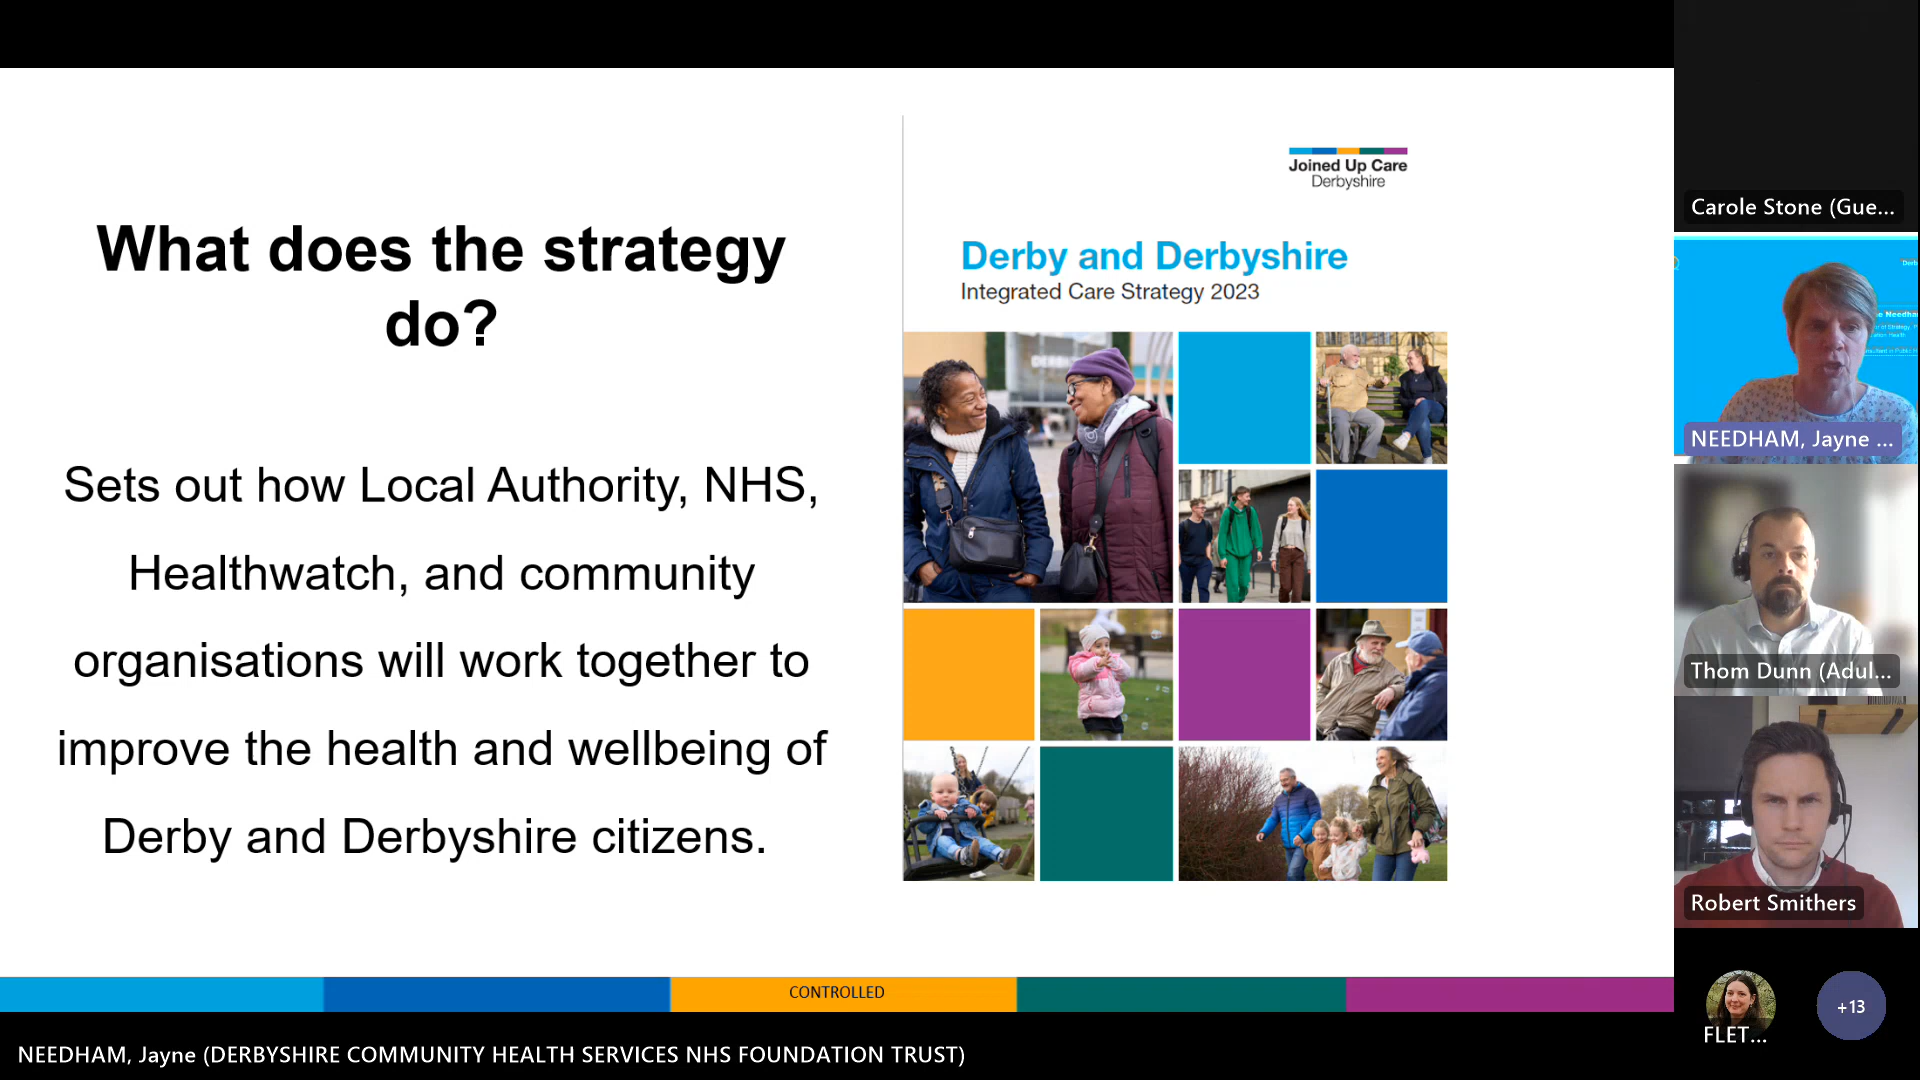 What does the strategy
do?
Sets out how Local Authority, NHS,
Healthwatch, and community
organisations will work together to
improve the health and wellbeing of
Derby and Derbyshire citizens.
Joined Up Care
Derbyshire
Derby and Derbyshire
Integrated Care Strategy 2023
CONTROLLED
NEEDHAM, Jayne (DERBYSHIRE COMMUNITY HEALTH SERVICES NHS FOUNDATION TRUST)
Carole Stone (Gue...
NEEDHAM, Jayne ...
Thom Dunn (Adul...
Robert Smithers
FLET...
+13